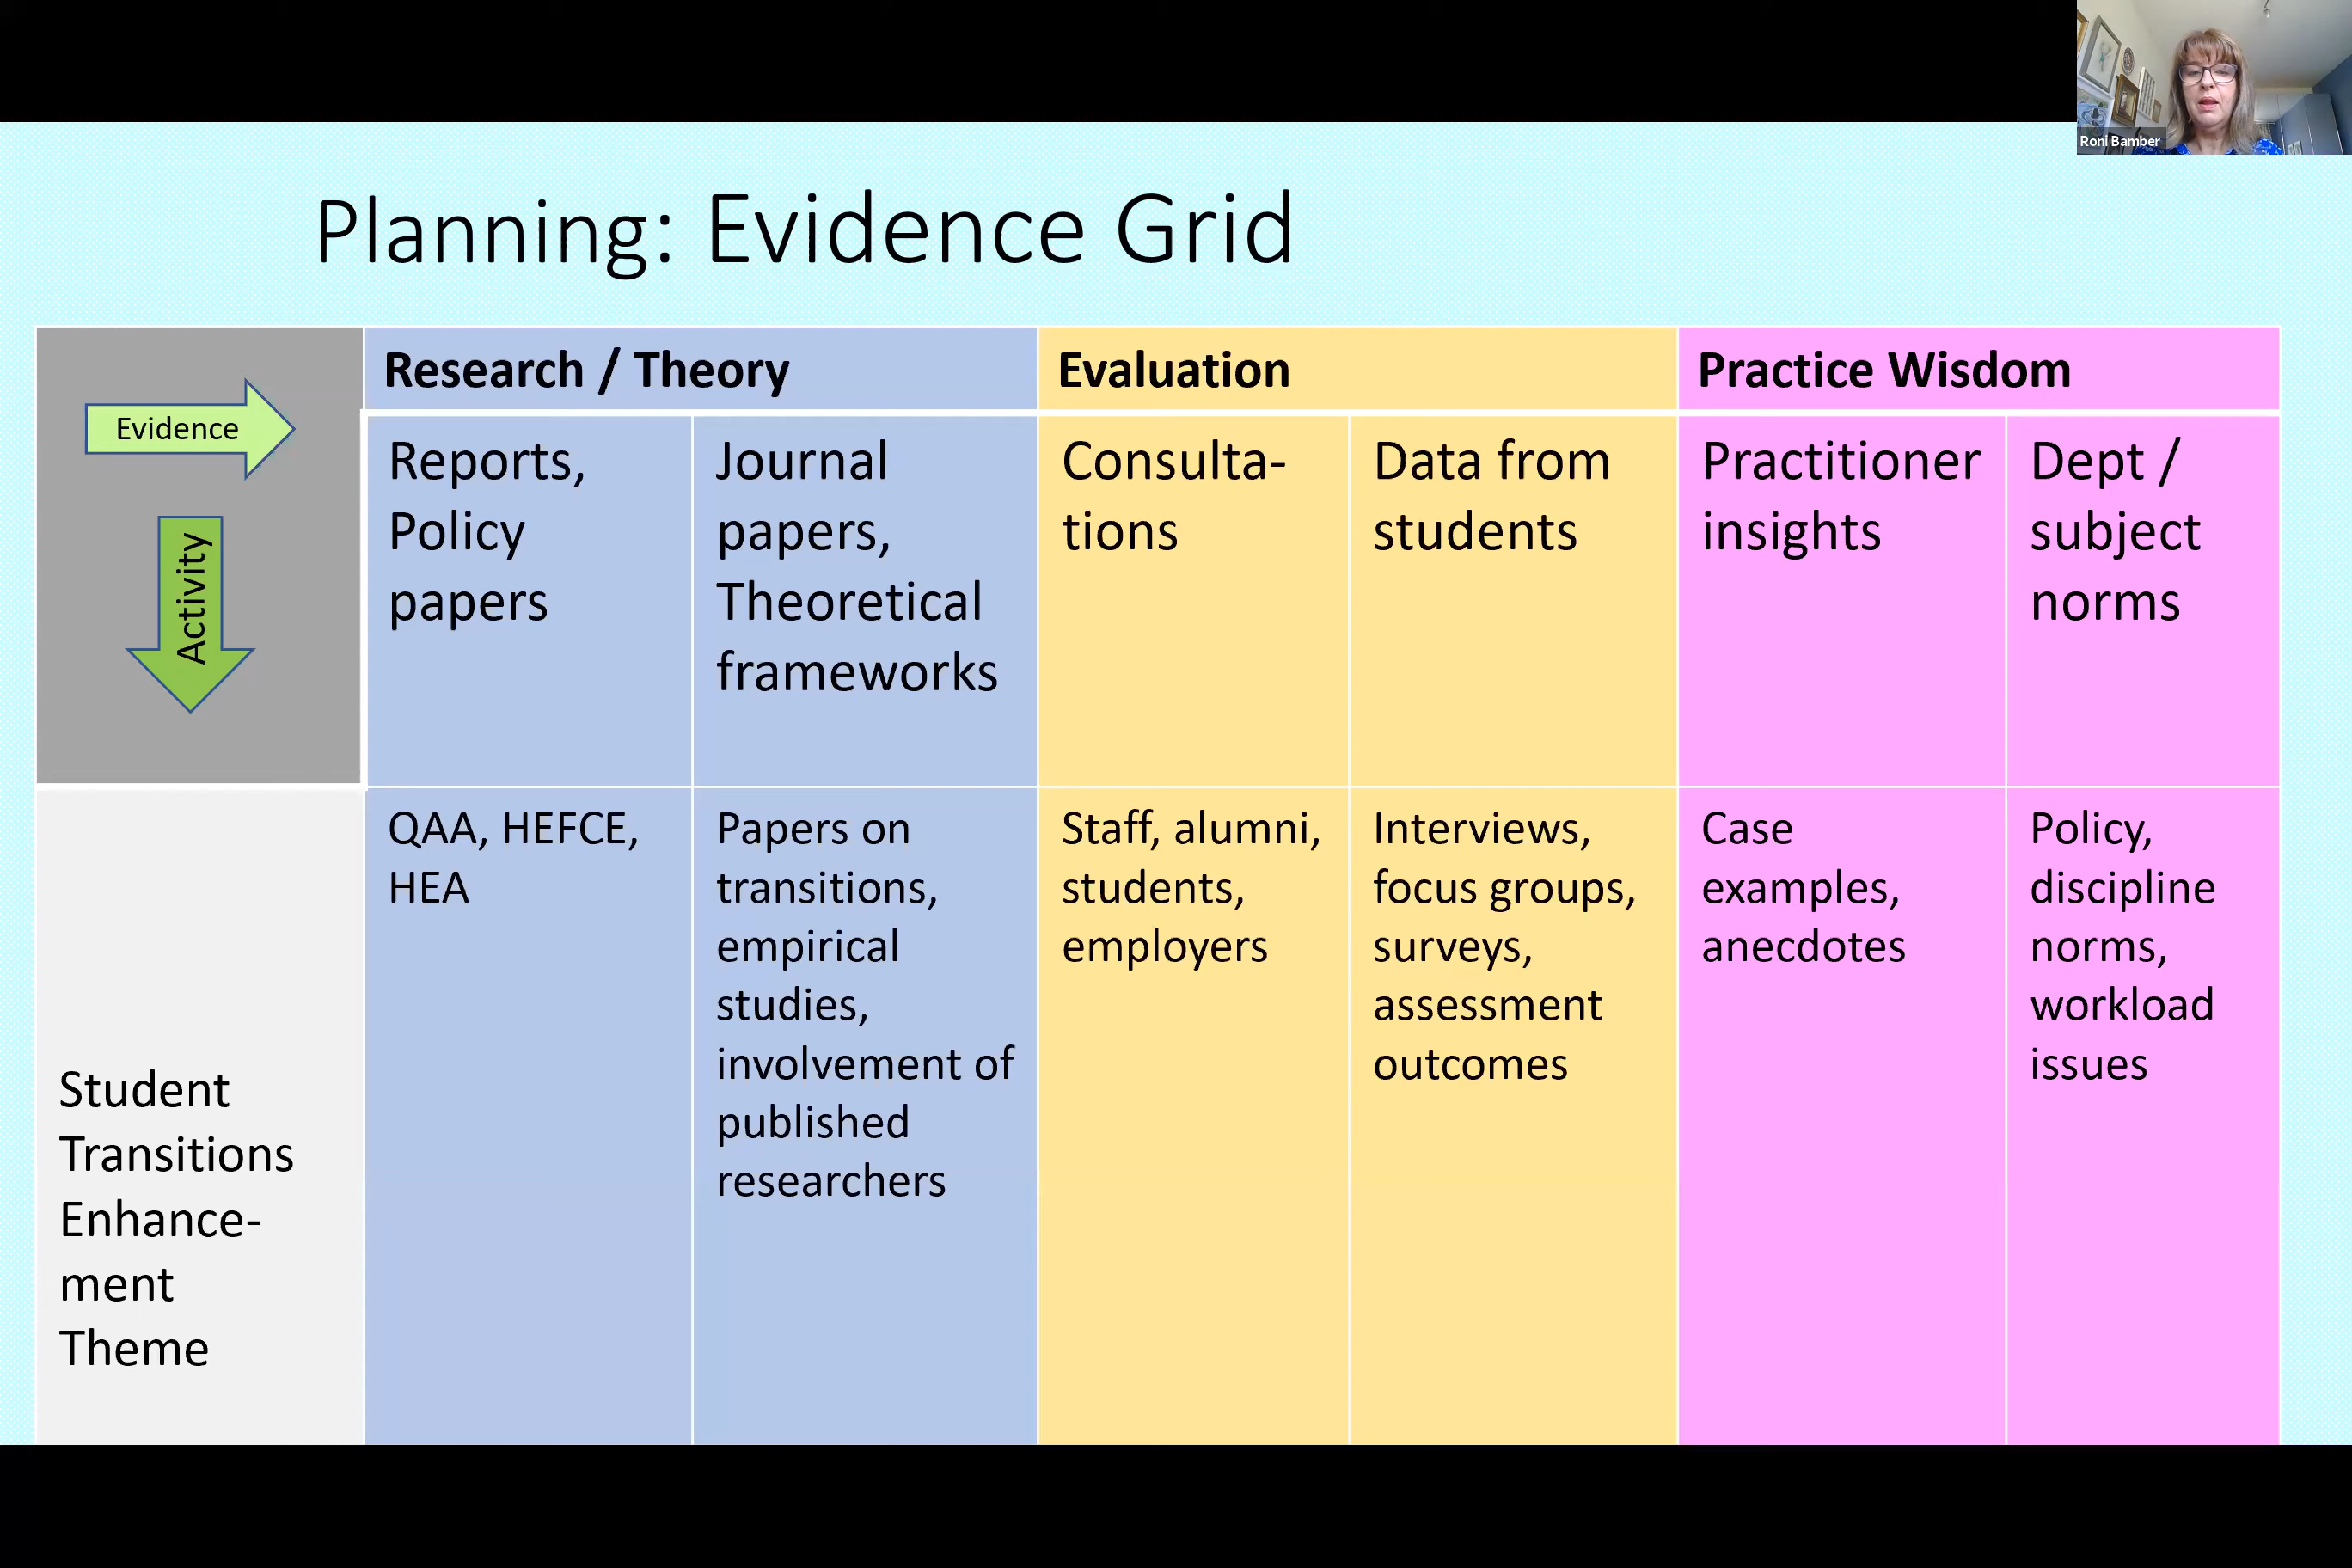 Roni Bamber
Planning: Evidence Grid
Evidence
Activity
Research / Theory
Evaluation
Practice Wisdom
Reports,
Policy
papers
Journal
papers,
Theoretical
frameworks
Consulta-
tions
Data from
students
Practitioner
insights
Dept /
subject
norms
Student
Transitions
Enhance-
ment
Theme
QAA, HEFCE,
HEA
Papers on
transitions,
empirical
studies,
involvement of
published
researchers
Staff, alumni,
students,
employers
Interviews,
focus groups,
surveys,
assessment
outcomes
Case
examples,
anecdotes
Policy,
discipline
norms,
workload
issues